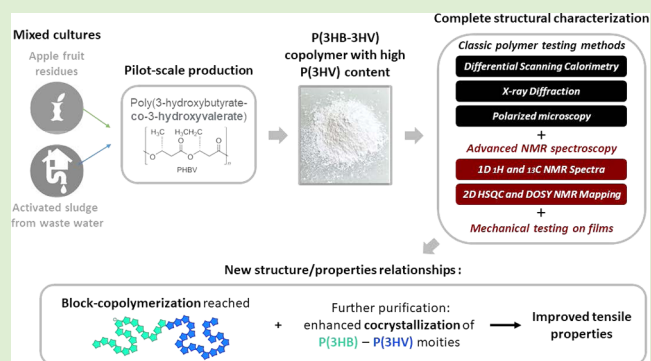 Mixed cultures
Apple fruit
residues
Activated sludge
from waste water
Pilot-scale production
Poly(3-hydroxybutyrate-
co-3-hydroxyvalerate)
H₃C H₃CH₂C O
O O
n
PHBV
P(3HB-3HV)
copolymer with high
P(3HV) content
Complete structural characterization
Classic polymer testing methods
Differential Scanning Calorimetry
X-ray Diffraction
Polarized microscopy
+
Advanced NMR spectroscopy
1D 1H and 13C NMR Spectra
2D HSQC and DOSY NMR Mapping
+
Mechanical testing on films
New structure/properties relationships :
Block-copolymerization reached
+
Further purification:
enhanced cocrystallization of
P(3HB) – P(3HV) moities
Improved tensile
properties